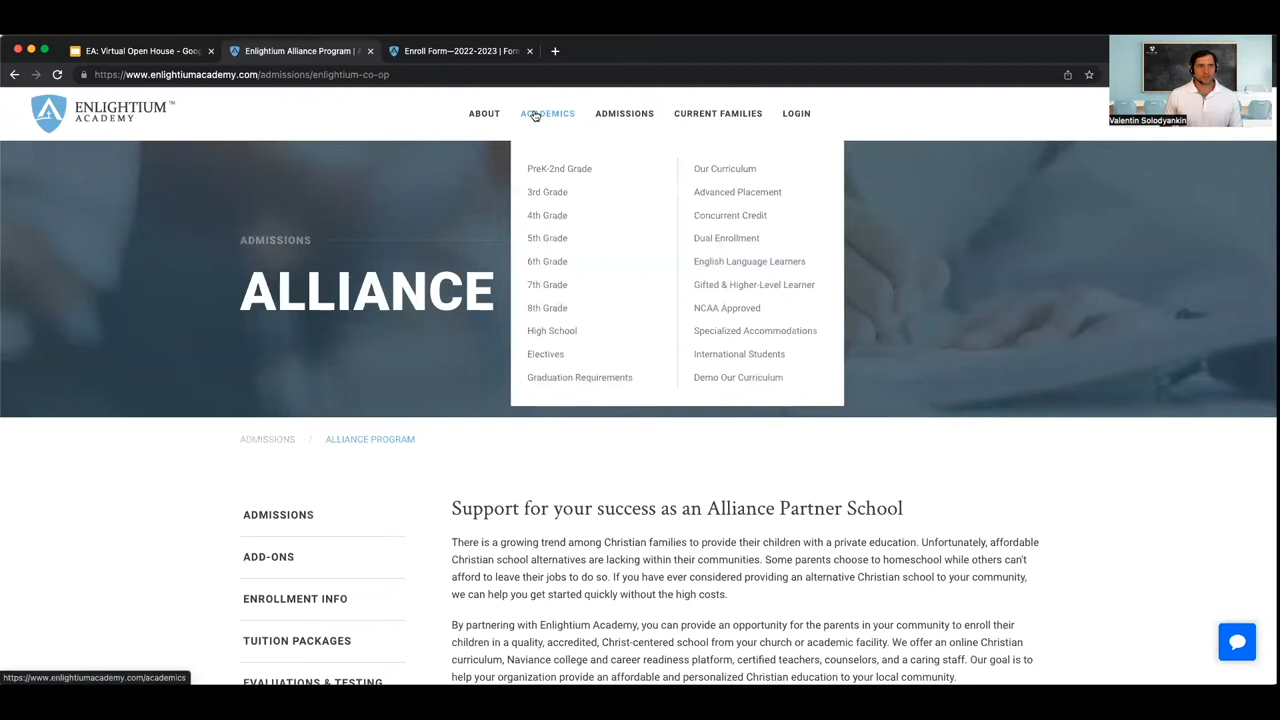 EA: Virtual Open House - Goo
Enlightium Alliance Program |
Enroll Form—2022-2023 | For
https://www.enlightiumacademy.com/admissions/enlightium-co-op
ENLIGHTIUM™
ACADEMY
ABOUT
ACADEMICS
ADMISSIONS
CURRENT FAMILIES
LOGIN
Valentin Solodyankin
PreK-2nd Grade
3rd Grade
4th Grade
5th Grade
6th Grade
7th Grade
8th Grade
High School
Electives
Graduation Requirements
Our Curriculum
Advanced Placement
Concurrent Credit
Dual Enrollment
English Language Learners
Gifted & Higher-Level Learner
NCAA Approved
Specialized Accommodations
International Students
Demo Our Curriculum
ADMISSIONS
ALLIANCE
ADMISSIONS / ALLIANCE PROGRAM
ADMISSIONS
ADD-ONS
ENROLLMENT INFO
TUITION PACKAGES
EVALUATIONS & TESTING
Support for your success as an Alliance Partner School
There is a growing trend among Christian families to provide their children with a private education. Unfortunately, affordable
Christian school alternatives are lacking within their communities. Some parents choose to homeschool while others can't
afford to leave their jobs to do so. If you have ever considered providing an alternative Christian school to your community,
we can help you get started quickly without the high costs.
By partnering with Enlightium Academy, you can provide an opportunity for the parents in your community to enroll their
children in a quality, accredited, Christ-centered school from your church or academic facility. We offer an online Christian
curriculum, Naviance college and career readiness platform, certified teachers, counselors, and a caring staff. Our goal is to
help your organization provide an affordable and personalized Christian education to your local community.
https://www.enlightiumacademy.com/academics